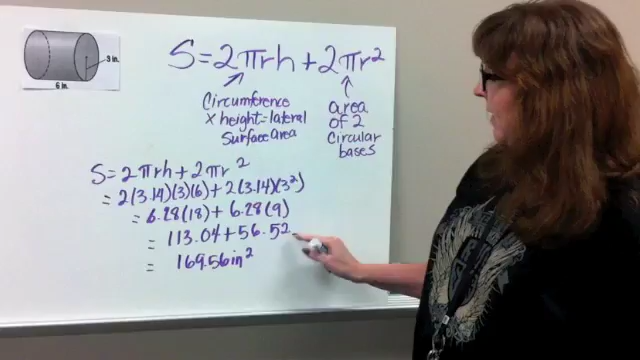 3 in.
6 in.
S=2πrh+2πr²
Circumference
x height=lateral
Surface area
area
of 2
Circular
bases
S=2πrh+2πr²
=2(3.14)(3)(6)+2(3.14)(3²)
=6.28(18)+6.28(9)
=113.04+56.52
=169.56in²